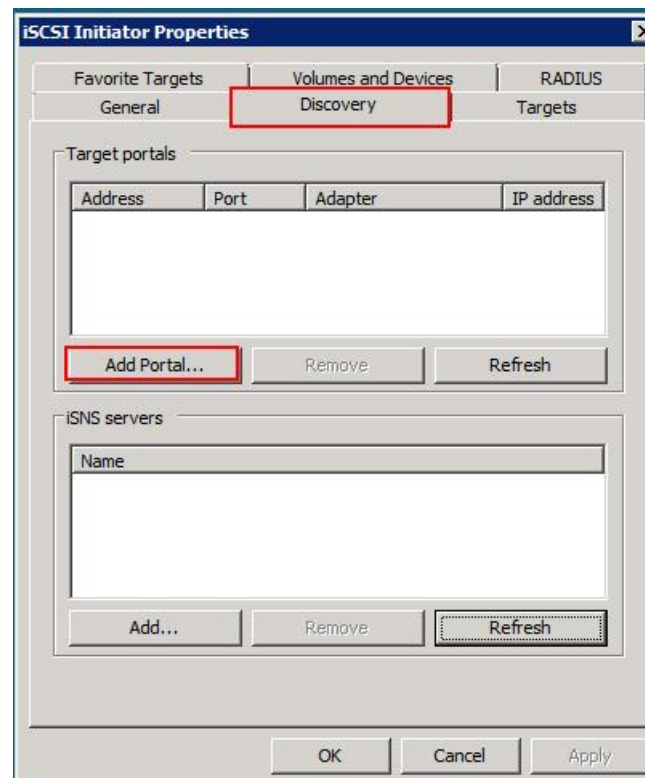 iSCSI Initiator Properties
Favorite Targets Volumes and Devices RADIUS
General Discovery Targets
Target portals
Address Port Adapter IP address
Add Portal... Remove Refresh
iSNS servers
Name
Add... Remove Refresh
OK Cancel Apply